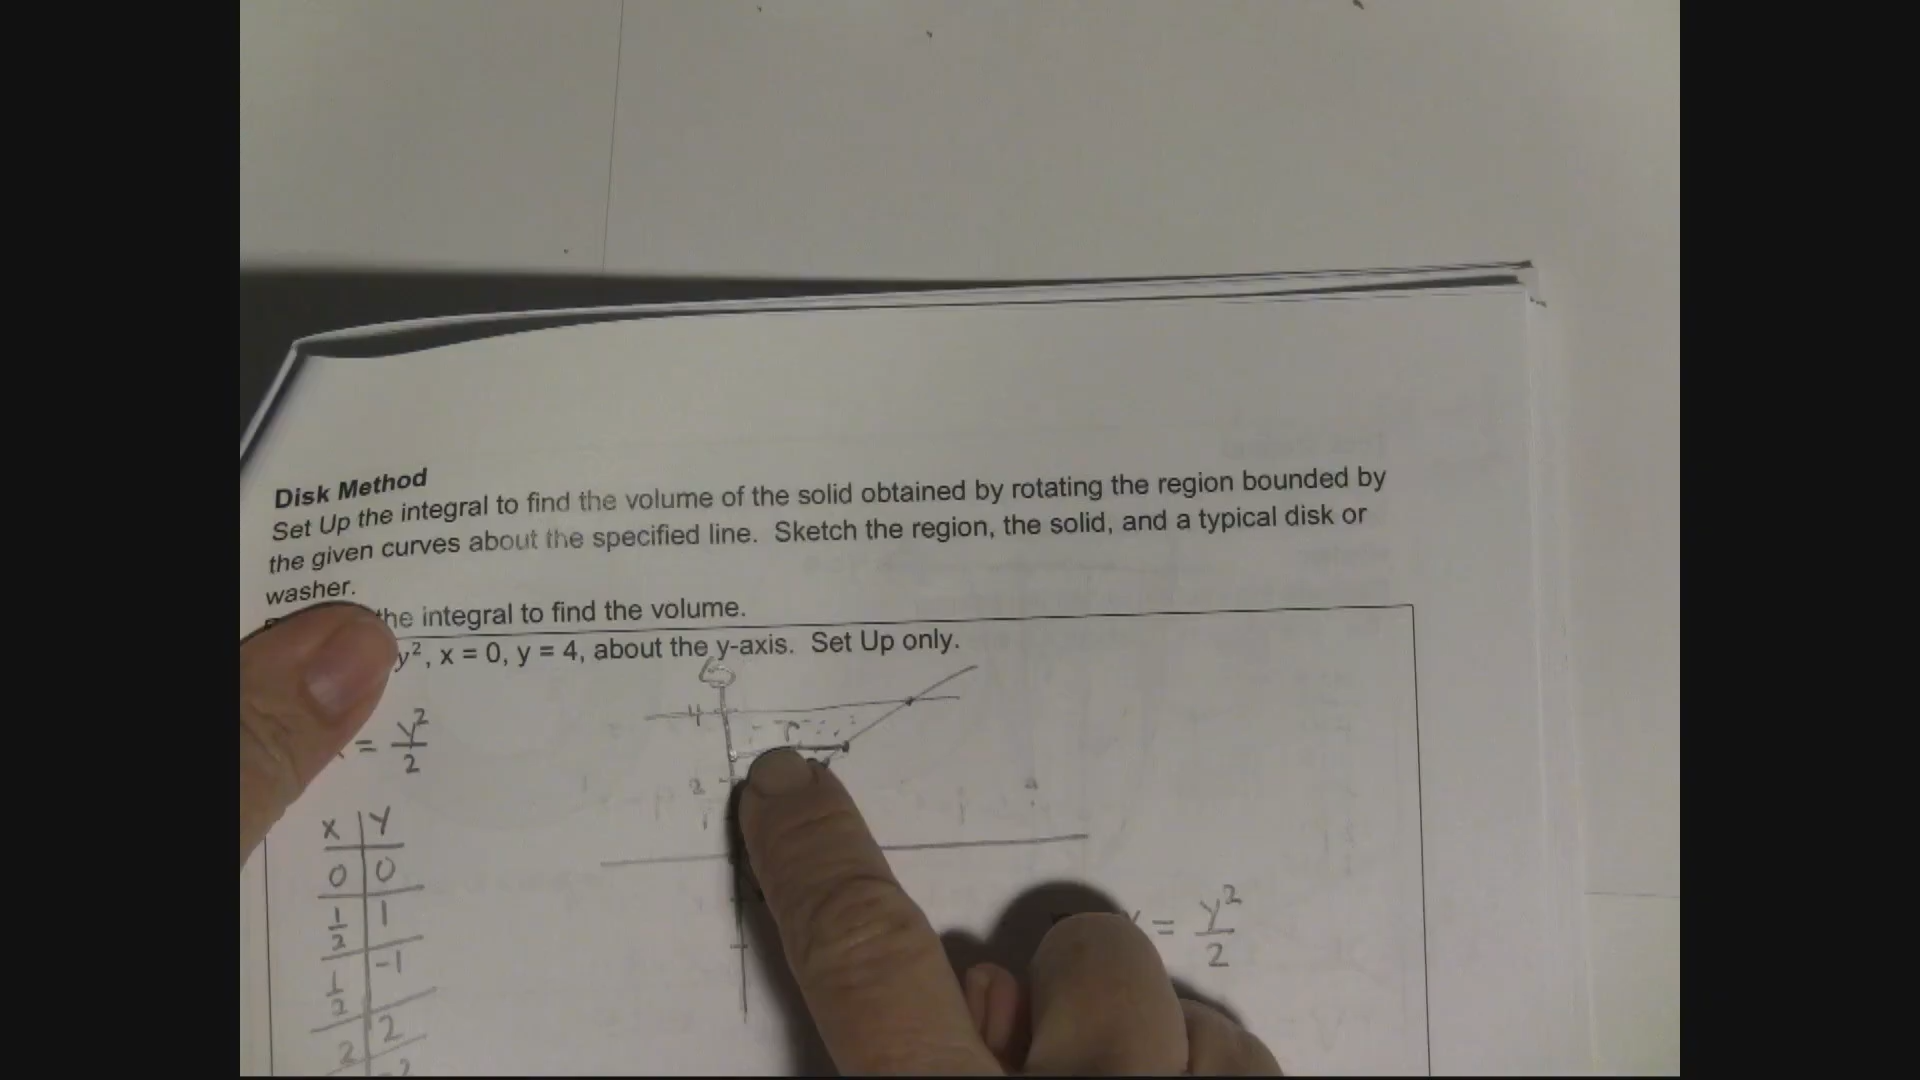 Disk Method
Set Up the integral to find the volume of the solid obtained by rotating the region bounded by
the given curves about the specified line. Sketch the region, the solid, and a typical disk or
washer.
the integral to find the volume.
y², x = 0, y = 4, about the y-axis. Set Up only.
4
r
= y²/2
2
x | y
0 | 0
1/2 | 1
= y²/2
1/2 | -1
2 | 2